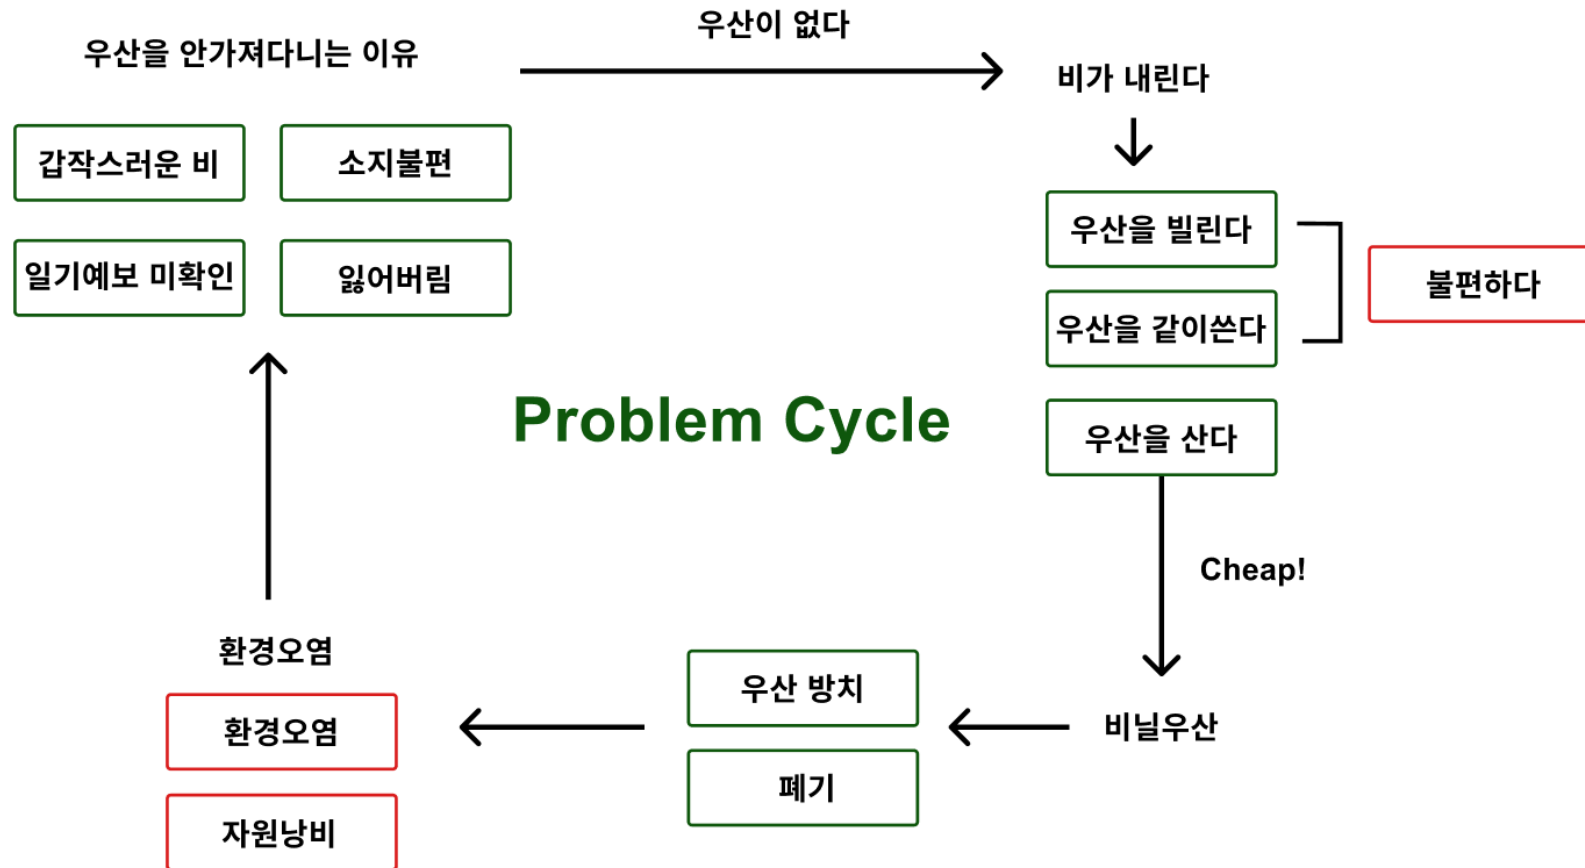 우산을 안가져다니는 이유
우산이 없다
비가 내린다
갑작스러운 비
소지불편
일기예보 미확인
잃어버림
우산을 빌린다
우산을 같이쓴다
불편하다
우산을 산다
Problem Cycle
Cheap!
비닐우산
우산 방치
폐기
환경오염
환경오염
자원낭비